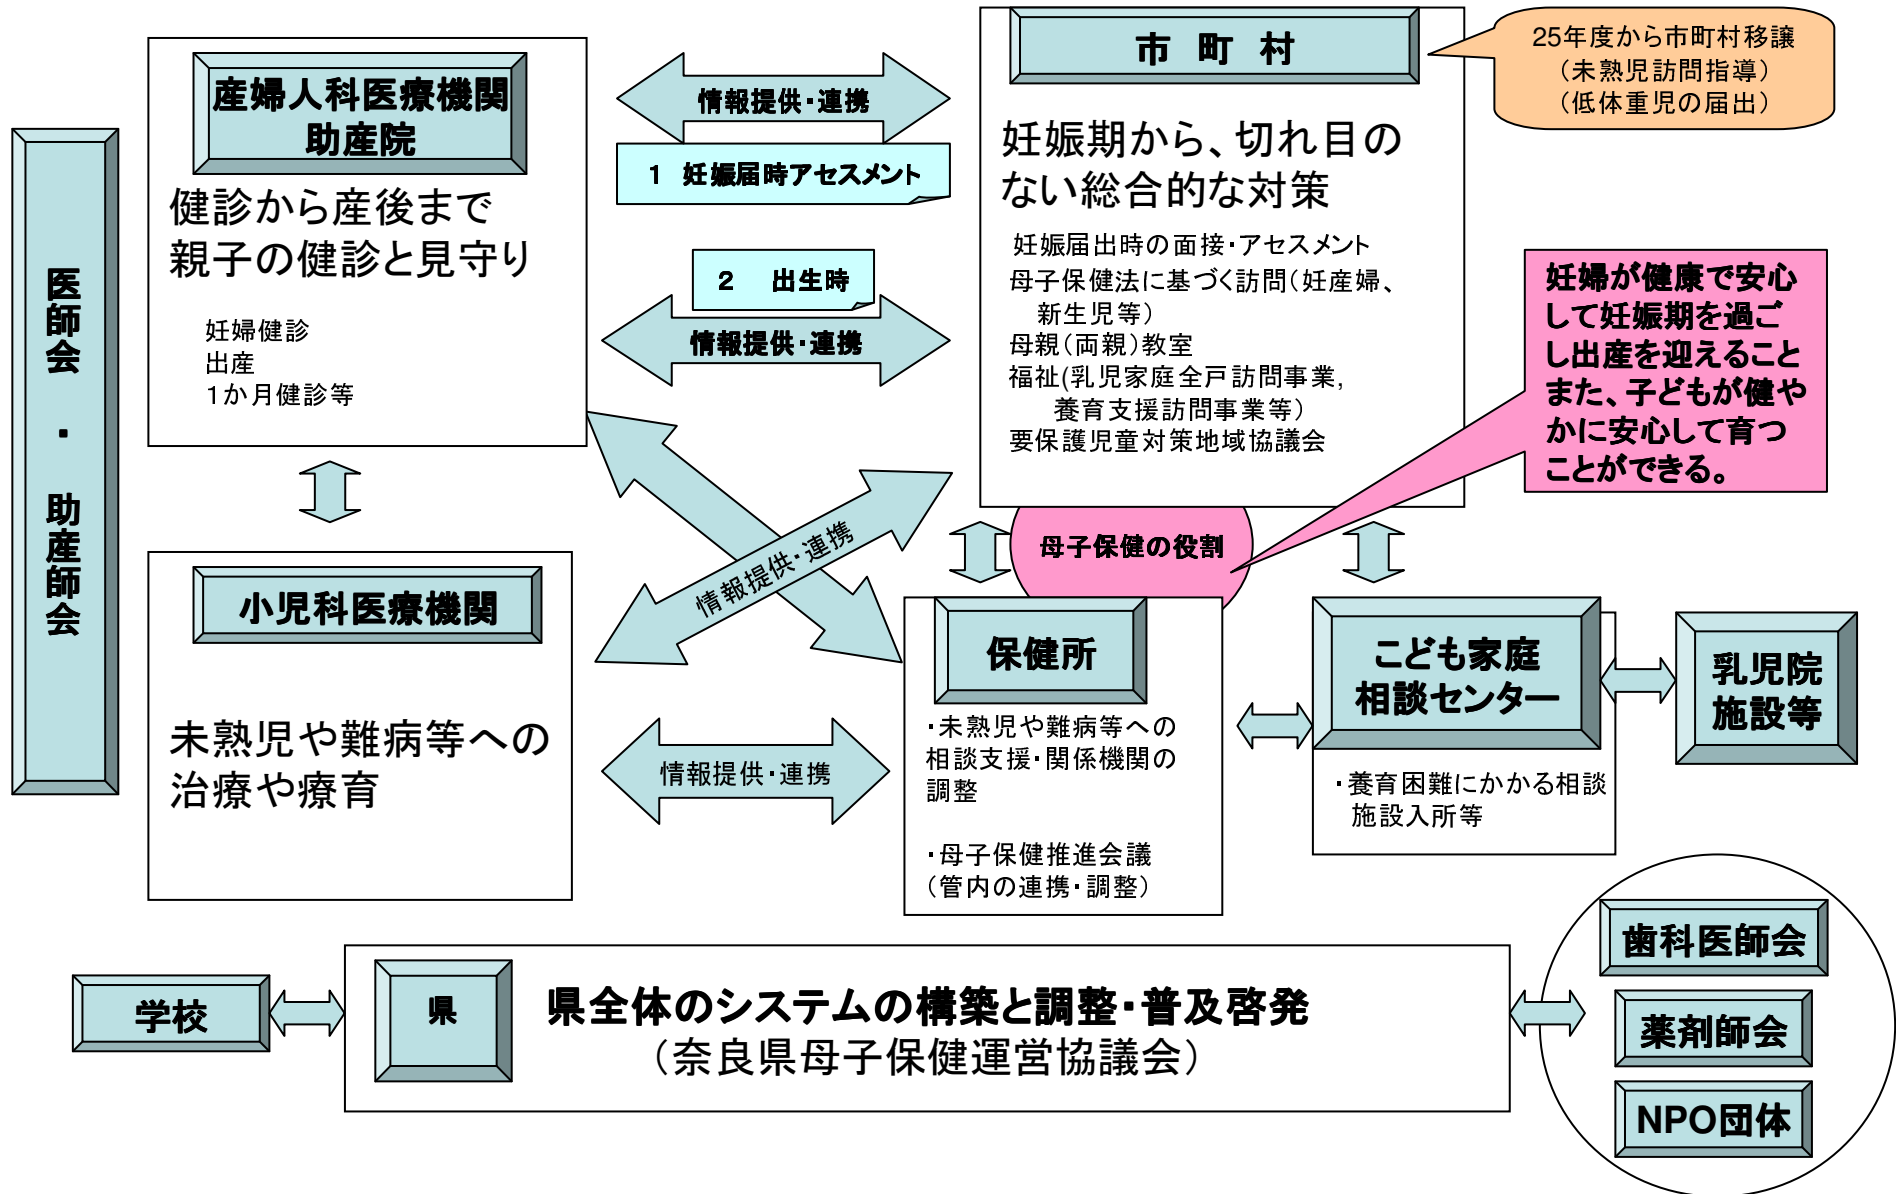 医師会 ・ 助産師会
産婦人科医療機関
助産院
健診から産後まで
親子の健診と見守り
妊婦健診
出産
1か月健診等
情報提供・連携
1 妊娠届時アセスメント
2 出生時
情報提供・連携
市 町 村
妊娠期から、切れ目の
ない総合的な対策
妊娠届出時の面接・アセスメント
母子保健法に基づく訪問(妊産婦、
新生児等)
母親(両親)教室
福祉(乳児家庭全戸訪問事業,
養育支援訪問事業等)
要保護児童対策地域協議会
25年度から市町村移譲
(未熟児訪問指導)
(低体重児の届出)
妊婦が健康で安心
して妊娠期を過ご
し出産を迎えること
また、子どもが健や
かに安心して育つ
ことができる。
母子保健の役割
情報提供・連携
小児科医療機関
未熟児や難病等への
治療や療育
情報提供・連携
保健所
・未熟児や難病等への
相談支援・関係機関の
調整
・母子保健推進会議
(管内の連携・調整)
こども家庭
相談センター
・養育困難にかかる相談
施設入所等
乳児院
施設等
学校
県
県全体のシステムの構築と調整・普及啓発
(奈良県母子保健運営協議会)
歯科医師会
薬剤師会
NPO団体